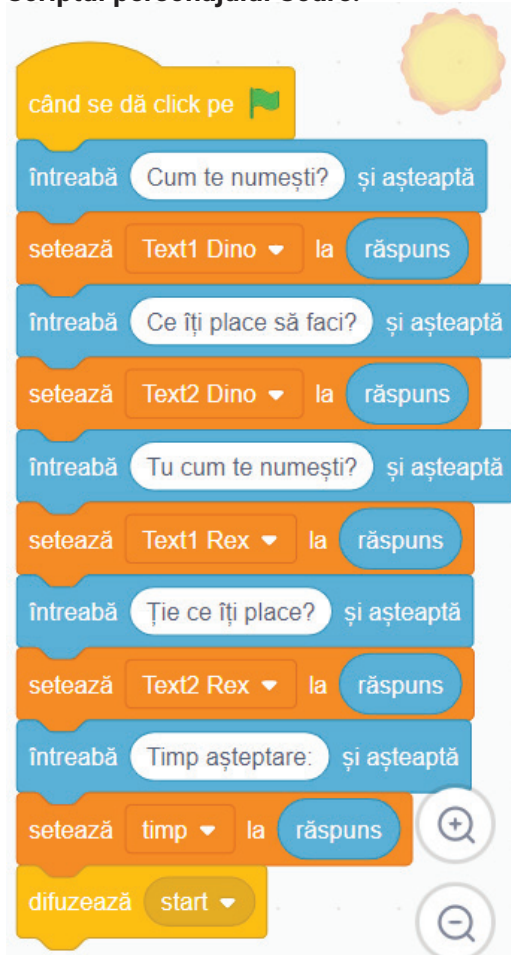 Scriptul personajului Soare:
când se dă click pe
întreabă Cum te numești? și așteaptă
setează Text1 Dino la răspuns
întreabă Ce îți place să faci? și așteaptă
setează Text2 Dino la răspuns
întreabă Tu cum te numești? și așteaptă
setează Text1 Rex la răspuns
întreabă Ție ce îți place? și așteaptă
setează Text2 Rex la răspuns
întreabă Timp așteptare: și așteaptă
setează timp la răspuns
difuzează start